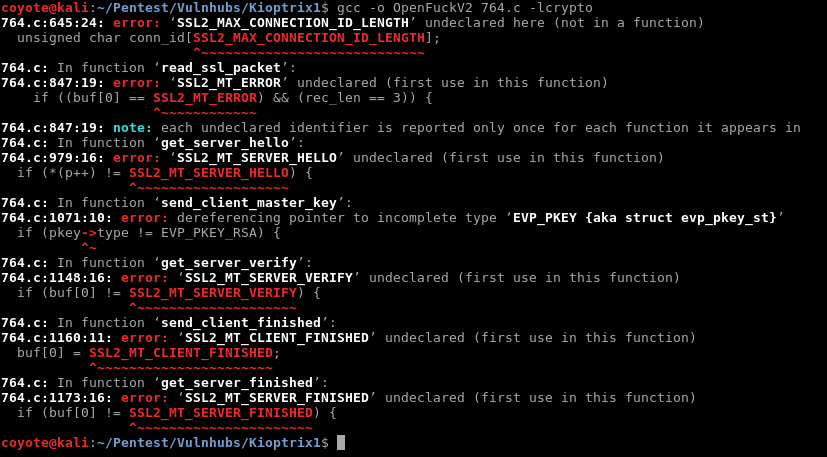 coyote@kali:~/Pentest/Vulnhubs/Kioptrix1$ gcc -o OpenFuckV2 764.c -lcrypto
764.c:645:24: error: ‘SSL2_MAX_CONNECTION_ID_LENGTH’ undeclared here (not in a function)
  unsigned char conn_id[SSL2_MAX_CONNECTION_ID_LENGTH];
                        ^~~~~~~~~~~~~~~~~~~~~~~~~~~~~
764.c: In function ‘read_ssl_packet’:
764.c:847:19: error: ‘SSL2_MT_ERROR’ undeclared (first use in this function)
    if ((buf[0] == SSL2_MT_ERROR) && (rec_len == 3)) {
                   ^~~~~~~~~~~~~
764.c:847:19: note: each undeclared identifier is reported only once for each function it appears in
764.c: In function ‘get_server_hello’:
764.c:979:16: error: ‘SSL2_MT_SERVER_HELLO’ undeclared (first use in this function)
  if (*(p++) != SSL2_MT_SERVER_HELLO) {
                ^~~~~~~~~~~~~~~~~~~~
764.c: In function ‘send_client_master_key’:
764.c:1071:10: error: dereferencing pointer to incomplete type ‘EVP_PKEY {aka struct evp_pkey_st}’
  if (pkey->type != EVP_PKEY_RSA) {
          ^~
764.c: In function ‘get_server_verify’:
764.c:1148:16: error: ‘SSL2_MT_SERVER_VERIFY’ undeclared (first use in this function)
  if (buf[0] != SSL2_MT_SERVER_VERIFY) {
                ^~~~~~~~~~~~~~~~~~~~~
764.c: In function ‘send_client_finished’:
764.c:1160:11: error: ‘SSL2_MT_CLIENT_FINISHED’ undeclared (first use in this function)
  buf[0] = SSL2_MT_CLIENT_FINISHED;
           ^~~~~~~~~~~~~~~~~~~~~~~
764.c: In function ‘get_server_finished’:
764.c:1173:16: error: ‘SSL2_MT_SERVER_FINISHED’ undeclared (first use in this function)
  if (buf[0] != SSL2_MT_SERVER_FINISHED) {
                ^~~~~~~~~~~~~~~~~~~~~~~
coyote@kali:~/Pentest/Vulnhubs/Kioptrix1$